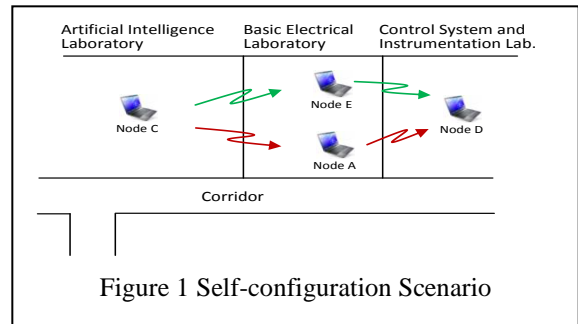 Artificial Intelligence
Laboratory
Basic Electrical
Laboratory
Control System and
Instrumentation Lab.
Node C
Node E
Node A
Node D
Corridor
Figure 1 Self-configuration Scenario